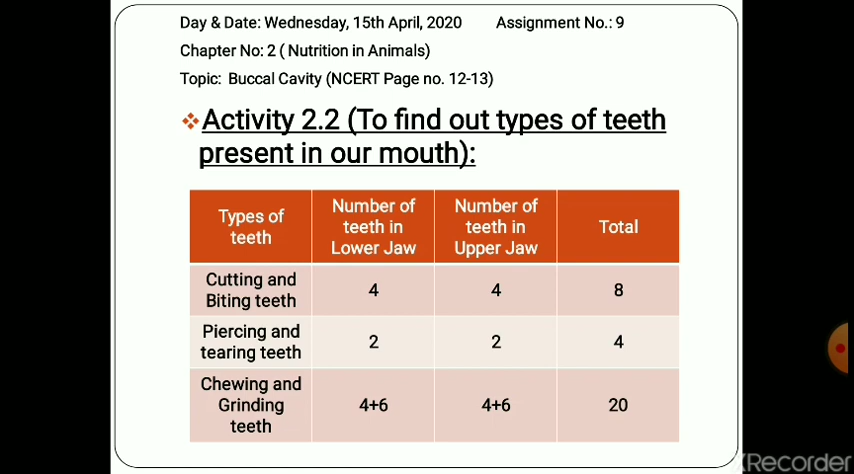 Day & Date: Wednesday, 15th April, 2020 Assignment No.: 9
Chapter No: 2 ( Nutrition in Animals)
Topic: Buccal Cavity (NCERT Page no. 12-13)
❖Activity 2.2 (To find out types of teeth
present in our mouth):
Types of teeth Number of teeth in Lower Jaw Number of teeth in Upper Jaw Total
Cutting and Biting teeth 4 4 8
Piercing and tearing teeth 2 2 4
Chewing and Grinding teeth 4+6 4+6 20
XRecorder